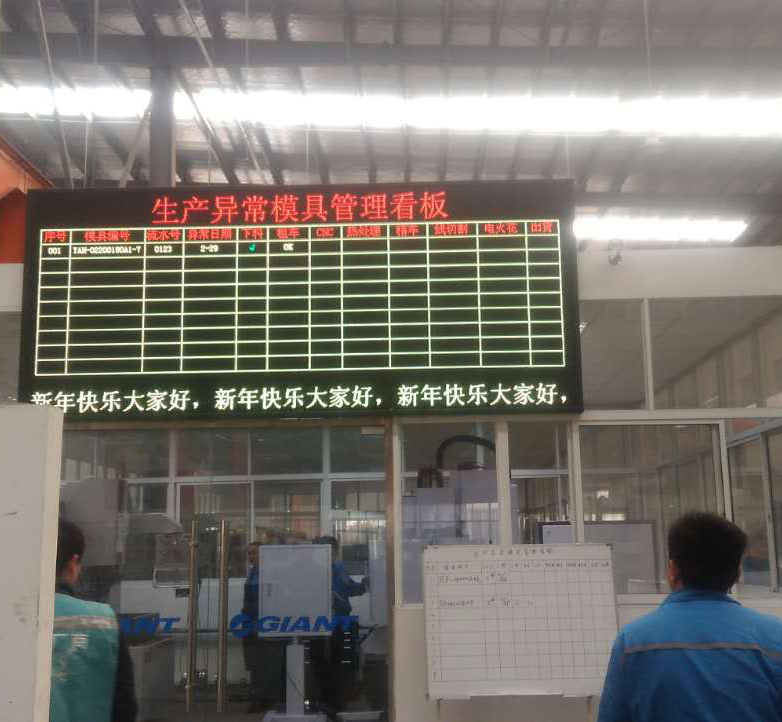 生产异常模具管理看板
序号 模具编号 流水号 异常日期 下料 粗车 CNC 热处理 精车 线切割 电火花 出货
001 TAH-02200160A1-T 0123 2-29 OK
新年快乐大家好，新年快乐大家好，新年快乐大家好，
ANT GIANT